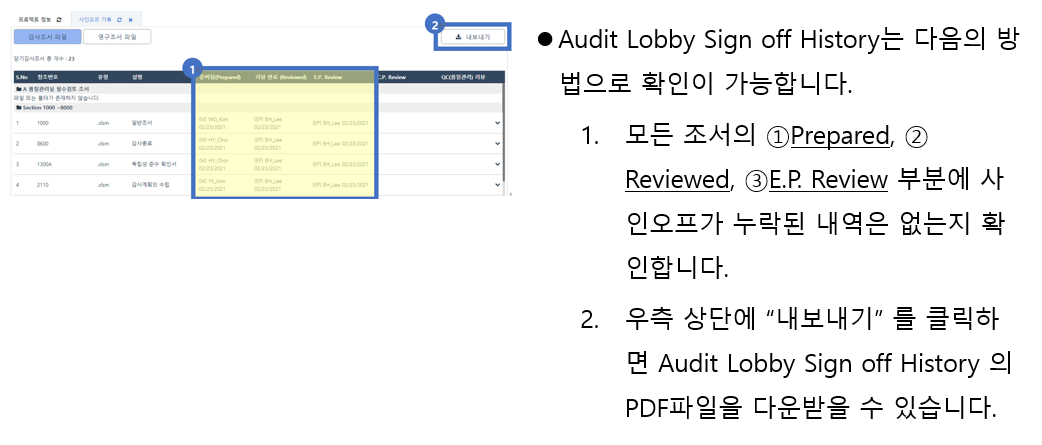 프로젝트 정보
사인오프 기록 ×
감사조서 파일 영구조서 파일
2
내보내기
당기감사조서 총 개수 : 23
1
S.No 참조번호 유형 설명 준비됨(Prepared) 리뷰 완료 (Reviewed) E.P. Review C.P. Review QC(품질관리) 리뷰
A 품질관리실 필수검토 조서
파일 또는 폴더가 존재하지 않습니다.
Section 1000 ~8000
1 1000 .xlsm 일반조서 (M) WG_Kim 02/23/2021 (EP) BH_Lee 02/23/2021 (EP) BH_Lee 02/23/2021
2 8600 .xlsm 감사종료 (M) HY_Choi 02/23/2021 (EP) BH_Lee 02/23/2021 (EP) BH_Lee 02/23/2021
3 1300A .xlsm 독립성 준수 확인서 (M) HY_Choi 02/23/2021 (EP) BH_Lee 02/23/2021 (EP) BH_Lee 02/23/2021
4 2110 .xlsm 감사계획의 수립 (M) YS_Kim 02/23/2021 (EP) BH_Lee 02/23/2021 (EP) BH_Lee 02/23/2021
● Audit Lobby Sign off History는 다음의 방
법으로 확인이 가능합니다.
1. 모든 조서의 ①Prepared, ②
Reviewed, ③E.P. Review 부분에 사
인오프가 누락된 내역은 없는지 확
인합니다.
2. 우측 상단에 “내보내기” 를 클릭하
면 Audit Lobby Sign off History 의
PDF파일을 다운받을 수 있습니다.